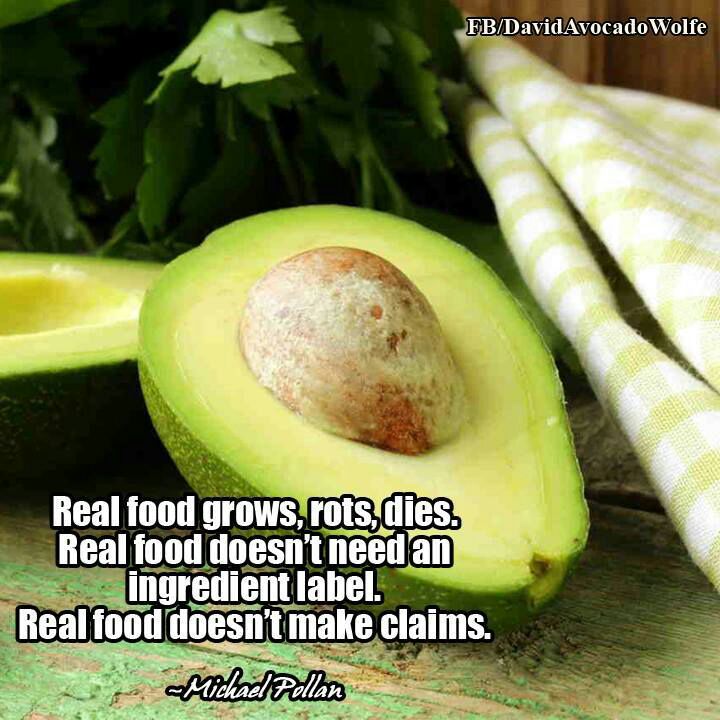 FB/DavidAvocadoWolfe
Real food grows, rots, dies.
Real food doesn't need an
ingredient label.
Real food doesn't make claims.
~Michael Pollan